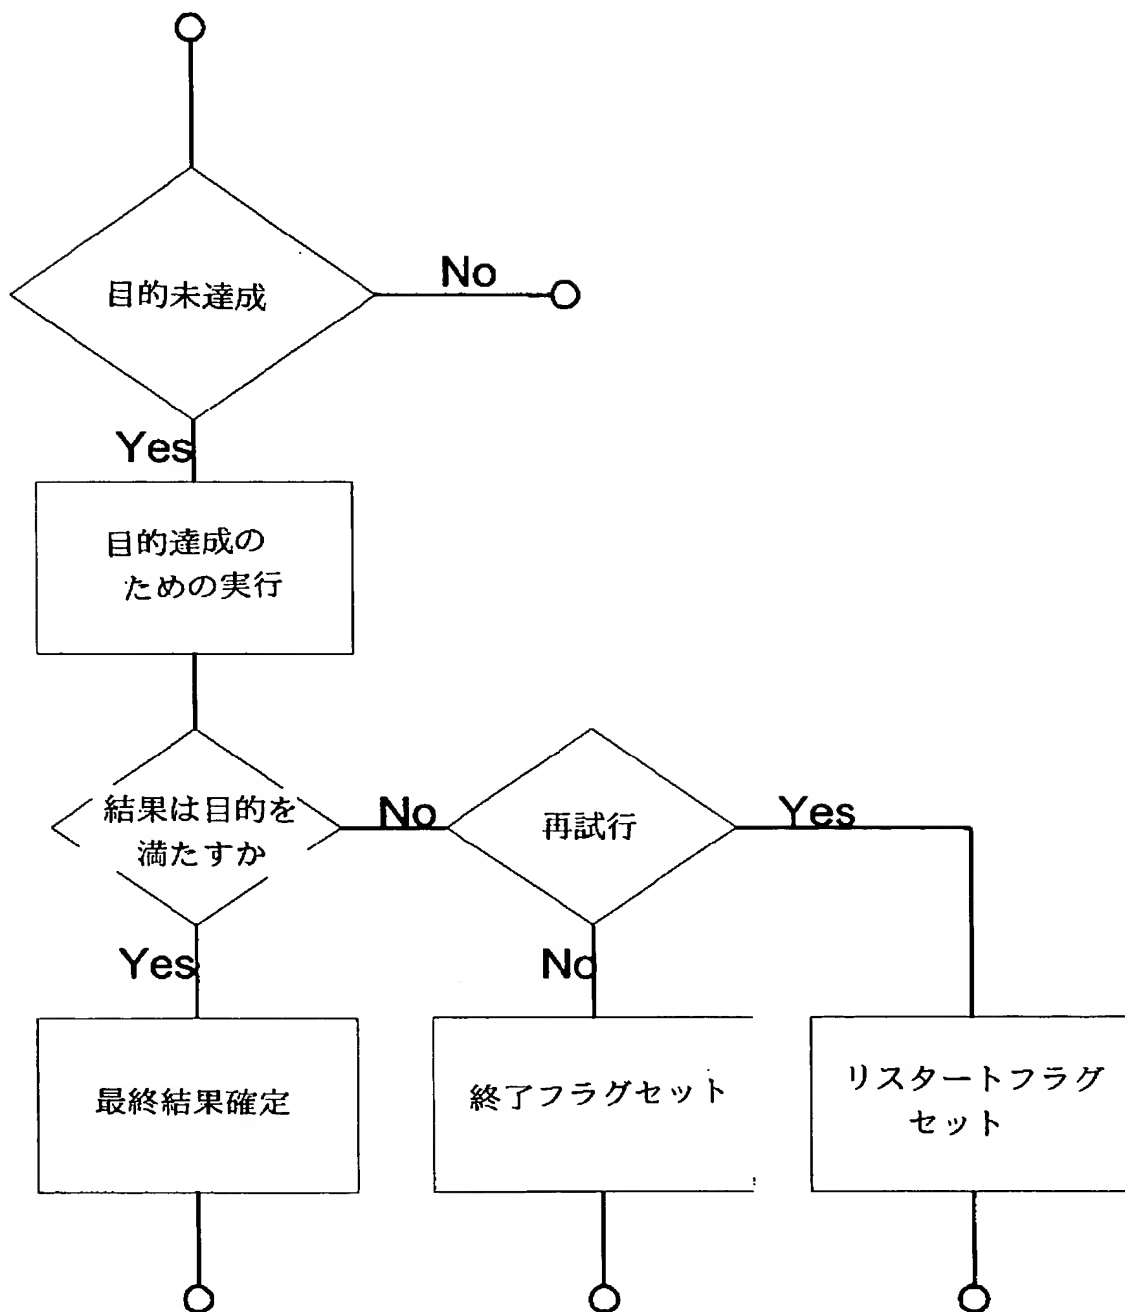 目的未達成
No
Yes
目的達成の
ための実行
結果は目的を
満たすか
No
再試行
Yes
Yes
No
最終結果確定
終了フラグセット
リスタートフラグ
セット